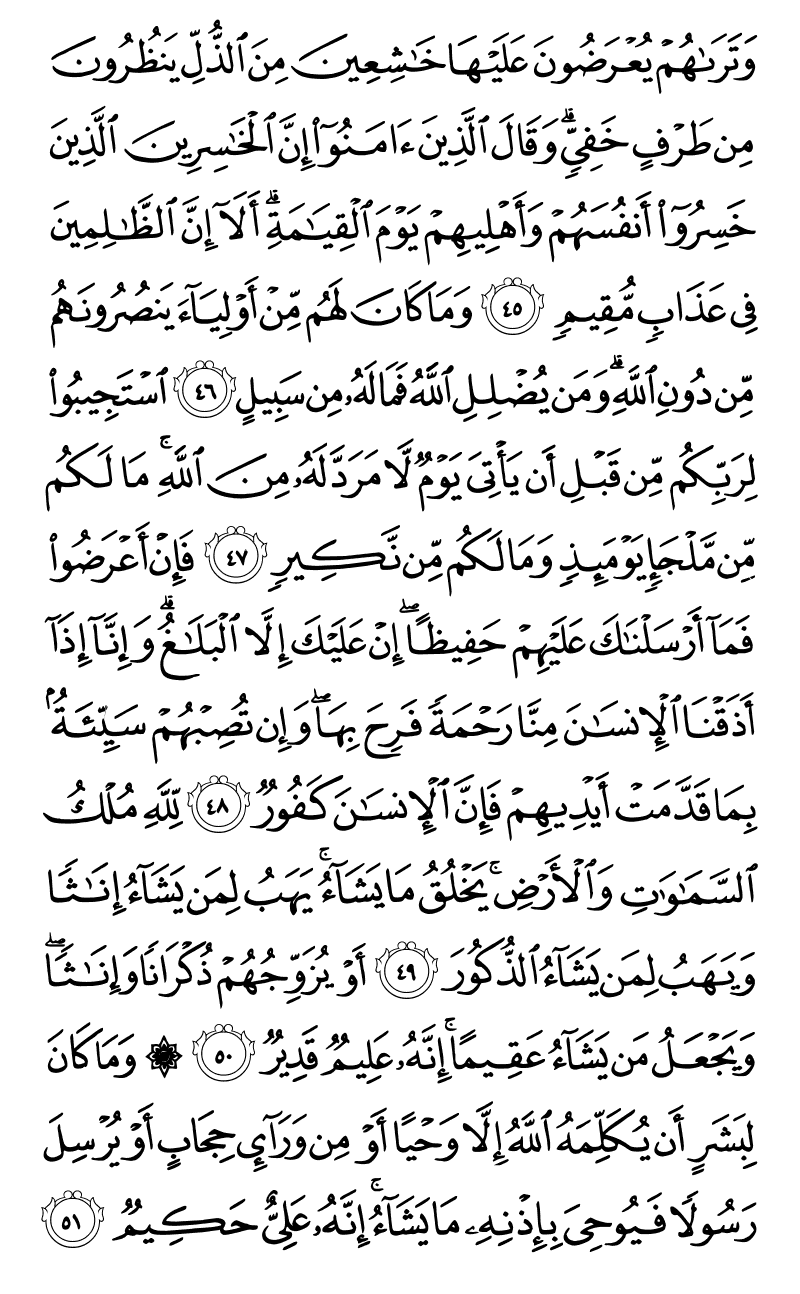 وَتَرَىٰهُمْ يُعْرَضُونَ عَلَيْهَا خَـٰشِعِينَ مِنَ ٱلذُّلِّ يَنظُرُونَ
مِن طَرْفٍ خَفِىٍّ ۗ وَقَالَ ٱلَّذِينَ ءَامَنُوٓا۟ إِنَّ ٱلْخَـٰسِرِينَ ٱلَّذِينَ
خَسِرُوٓا۟ أَنفُسَهُمْ وَأَهْلِيهِمْ يَوْمَ ٱلْقِيَـٰمَةِ ۗ أَلَآ إِنَّ ٱلظَّـٰلِمِينَ
فِى عَذَابٍ مُّقِيمٍ ٤٥ وَمَا كَانَ لَهُم مِّنْ أَوْلِيَآءَ يَنصُرُونَهُم
مِّن دُونِ ٱللَّهِ ۗ وَمَن يُضْلِلِ ٱللَّهُ فَمَا لَهُۥ مِن سَبِيلٍ ٤٦ ٱسْتَجِيبُوا۟
لِرَبِّكُم مِّن قَبْلِ أَن يَأْتِىَ يَوْمٌ لَّا مَرَدَّ لَهُۥ مِنَ ٱللَّهِ ۚ مَا لَكُم
مِّن مَّلْجَإٍ يَوْمَئِذٍ وَمَا لَكُم مِّن نَّكِيرٍ ٤٧ فَإِنْ أَعْرَضُوا۟
فَمَآ أَرْسَلْنَـٰكَ عَلَيْهِمْ حَفِيظًا ۖ إِنْ عَلَيْكَ إِلَّا ٱلْبَلَـٰغُ ۗ وَإِنَّآ إِذَآ
أَذَقْنَا ٱلْإِنسَـٰنَ مِنَّا رَحْمَةً فَرِحَ بِهَا ۖ وَإِن تُصِبْهُمْ سَيِّئَةٌۢ
بِمَا قَدَّمَتْ أَيْدِيهِمْ فَإِنَّ ٱلْإِنسَـٰنَ كَفُورٌ ٤٨ لِّلَّهِ مُلْكُ
ٱلسَّمَـٰوَٰتِ وَٱلْأَرْضِ ۚ يَخْلُقُ مَا يَشَآءُ ۚ يَهَبُ لِمَن يَشَآءُ إِنَـٰثًا
وَيَهَبُ لِمَن يَشَآءُ ٱلذُّكُورَ ٤٩ أَوْ يُزَوِّجُهُمْ ذُكْرَانًا وَإِنَـٰثًا ۖ
وَيَجْعَلُ مَن يَشَآءُ عَقِيمًا ۚ إِنَّهُۥ عَلِيمٌ قَدِيرٌ ٥٠ ۞ وَمَا كَانَ
لِبَشَرٍ أَن يُكَلِّمَهُ ٱللَّهُ إِلَّا وَحْيًا أَوْ مِن وَرَآئِ حِجَابٍ أَوْ يُرْسِلَ
رَسُولًا فَيُوحِىَ بِإِذْنِهِۦ مَا يَشَآءُ ۚ إِنَّهُۥ عَلِىٌّ حَكِيمٌ ٥١